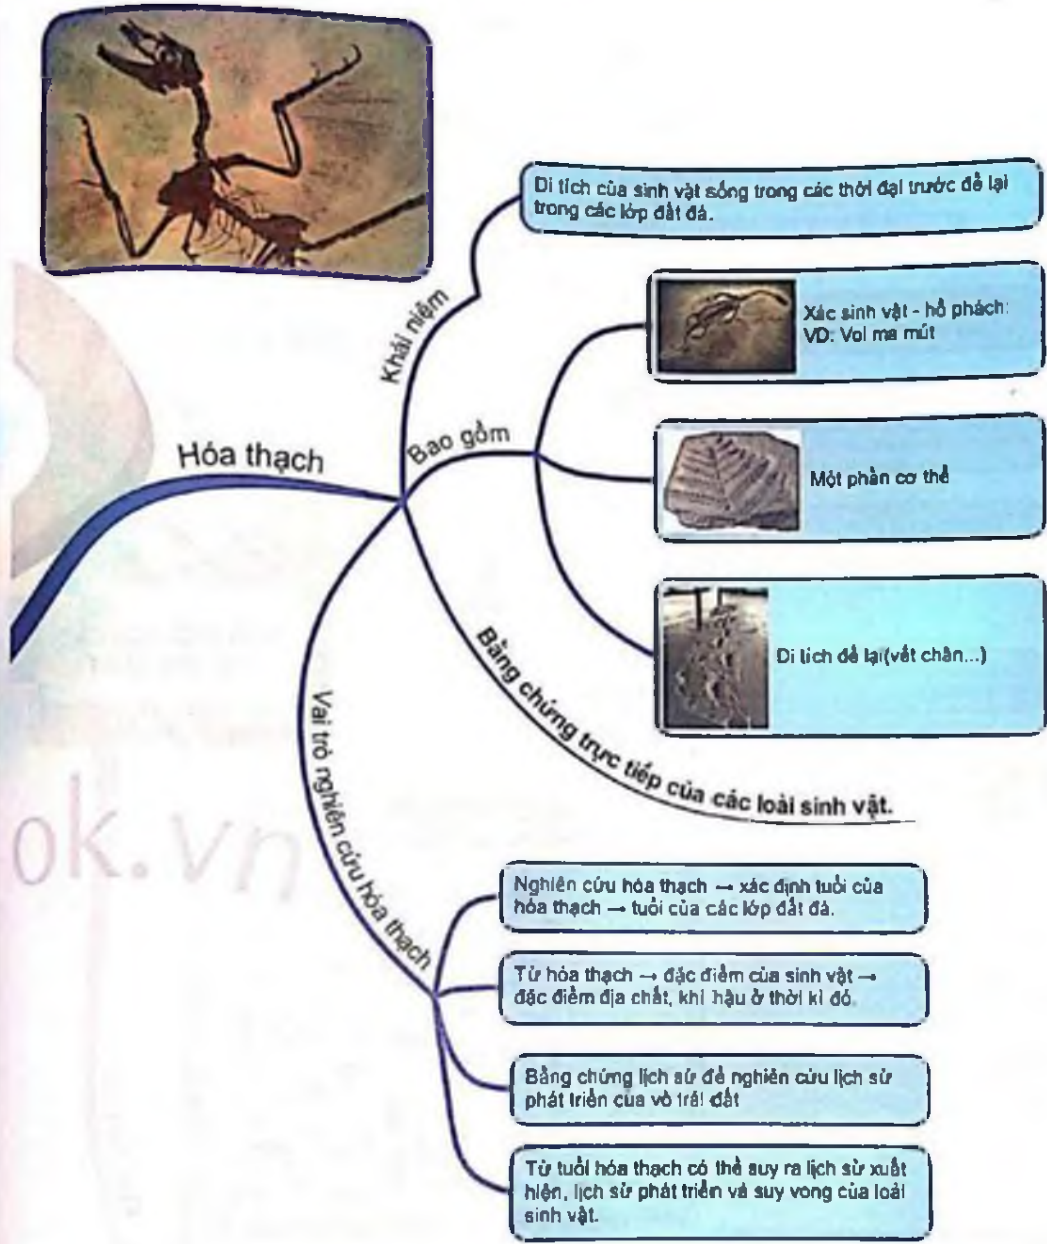 Di tích của sinh vật sống trong các thời đại trước để lại
trong các lớp đất đá.
Khái niệm
Xác sinh vật - hổ phách:
VD: Voi ma mút
Bao gồm
Hóa thạch
Một phần cơ thể
Di tích để lại(vết chân...)
Bằng chứng trực tiếp của các loài sinh vật.
Vai trò nghiên cứu hóa thạch
ok.vn
Nghiên cứu hóa thạch → xác định tuổi của
hóa thạch → tuổi của các lớp đất đá.
Từ hóa thạch → đặc điểm của sinh vật →
đặc điểm địa chất, khí hậu ở thời kì đó.
Bằng chứng lịch sử để nghiên cứu lịch sử
phát triển của vỏ trái đất
Từ tuổi hóa thạch có thể suy ra lịch sử xuất
hiện, lịch sử phát triển và suy vong của loài
sinh vật.